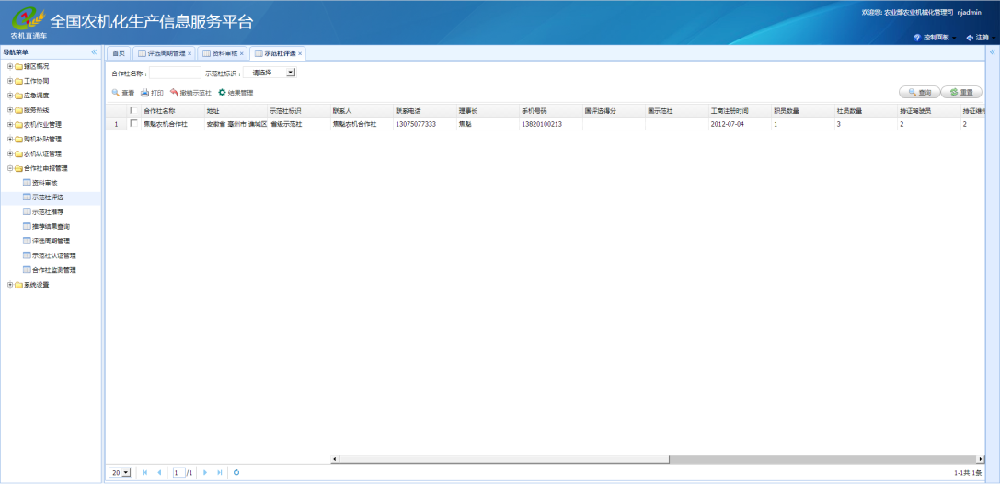 全国农机化生产信息服务平台
农机直通车
欢迎您: 农业部农业机械化管理司 njadmin
控制面板 注销
导航菜单
辖区概况
工作协同
应急调度
服务热线
农机作业管理
购机补贴管理
农机认证管理
合作社申报管理
资料审核
示范社评选
示范社推荐
推荐结果查询
评选周期管理
示范社认证管理
合作社监测管理
系统设置
首页 评选周期管理 × 资料审核 × 示范社评选 ×
合作社名称: 示范社标识: ---请选择---
查看 打印 撤销示范社 结果管理 查询 重置
合作社名称 地址 示范社标识 联系人 联系电话 理事长 手机号码 国评选得分 国示范社 工商注册时间 职员数量 社员数量 持证驾驶员 持证维修
1 焦魁农机合作社 安徽省 亳州市 谯城区 省级示范社 焦魁农机合作社 13075077333 焦魁 13820100213 2012-07-04 1 3 2 2
20 1 /1 1-1共 1条